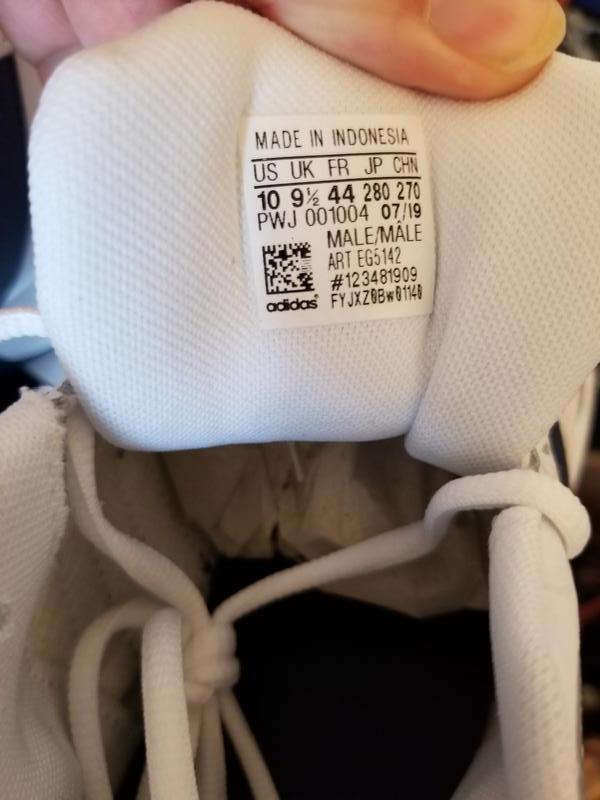 MADE IN INDONESIA
US UK FR JP CHN
10 9½ 44 280 270
PWJ 001004 07/19
MALE/MÂLE
ART EG5142
#123481909
FYJXZ0Bw01140
adidas®